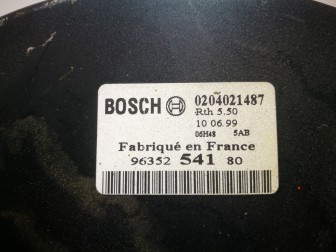 BOSCH 0204021487
Rth 5.50
10 06.99
06H48 5AB
Fabriqué en France
96352 541 80